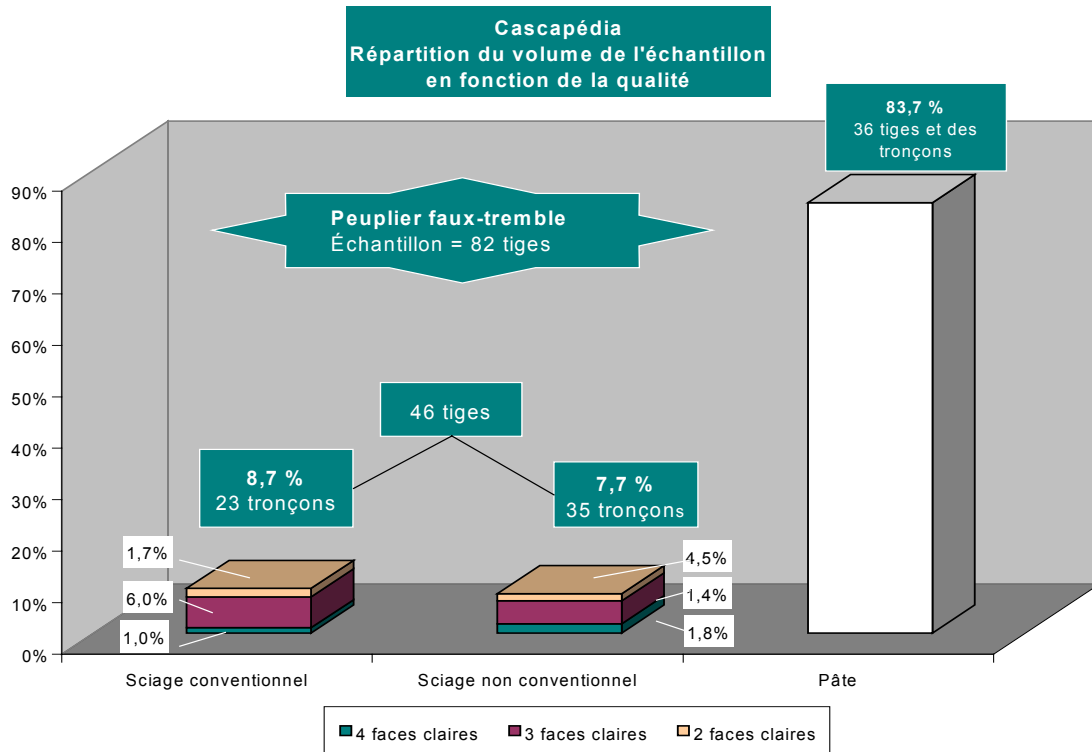 Cascapédia
Répartition du volume de l'échantillon
en fonction de la qualité
83,7 %
36 tiges et des
tronçons
90%
80%
70%
60%
50%
40%
30%
20%
10%
0%
Peuplier faux-tremble
Échantillon = 82 tiges
46 tiges
8,7 %
23 tronçons
7,7 %
35 tronçons
1,7%
6,0%
1,0%
4,5%
1,4%
1,8%
Sciage conventionnel
Sciage non conventionnel
Pâte
4 faces claires
3 faces claires
2 faces claires